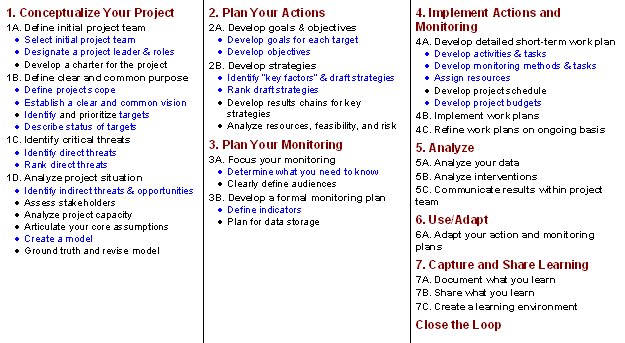 1. Conceptualize Your Project
1A. Define initial project team
• Select initial project team
• Designate a project leader & roles
• Develop a charter for the project
1B. Define clear and common purpose
• Define project scope
• Establish a clear and common vision
• Identify and prioritize targets
• Describe status of targets
1C. Identify critical threats
• Identify direct threats
• Rank direct threats
1D. Analyze project situation
• Identify indirect threats & opportunities
• Assess stakeholders
• Analyze project capacity
• Articulate your core assumptions
• Create a model
• Ground truth and revise model
2. Plan Your Actions
2A. Develop goals & objectives
• Develop goals for each target
• Develop objectives
2B. Develop strategies
• Identify "key factors" & draft strategies
• Rank draft strategies
• Develop results chains for key
strategies
• Analyze resources, feasibility, and risk
3. Plan Your Monitoring
3A. Focus your monitoring
• Determine what you need to know
• Clearly define audiences
3B. Develop a formal monitoring plan
• Define indicators
• Plan for data storage
4. Implement Actions and
Monitoring
4A. Develop detailed short-term work plan
• Develop activities & tasks
• Develop monitoring methods & tasks
• Assign resources
• Develop project schedule
• Develop project budgets
4B. Implement work plans
4C. Refine work plans on ongoing basis
5. Analyze
5A. Analyze your data
5B. Analyze interventions
5C. Communicate results within project
team
6. Use/Adapt
6A. Adapt your action and monitoring
plans
7. Capture and Share Learning
7A. Document what you learn
7B. Share what you learn
7C. Create a learning environment
Close the Loop